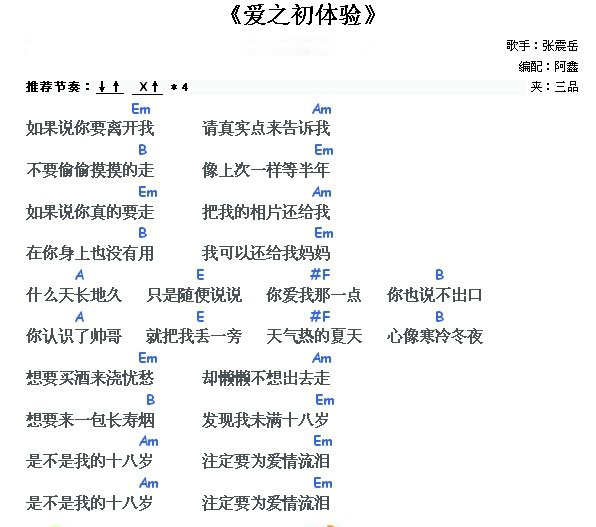 《爱之初体验》
歌手：张震岳
编配：阿鑫
推荐节奏：↓↑ X↑ *4 夹：三品
Em Am
如果说你要离开我 请真实点来告诉我
B Em
不要偷偷摸摸的走 像上次一样等半年
Em Am
如果说你真的要走 把我的相片还给我
B Em
在你身上也没有用 我可以还给我妈妈
A E #F B
什么天长地久 只是随便说说 你爱我那一点 你也说不出口
A E #F B
你认识了帅哥 就把我丢一旁 天气热的夏天 心像寒冷冬夜
Em Am
想要买酒来浇忧愁 却懒懒不想出去走
B Em
想要来一包长寿烟 发现我未满十八岁
Am Em
是不是我的十八岁 注定要为爱情流泪
Am Em
是不是我的十八岁 注定要为爱情流泪